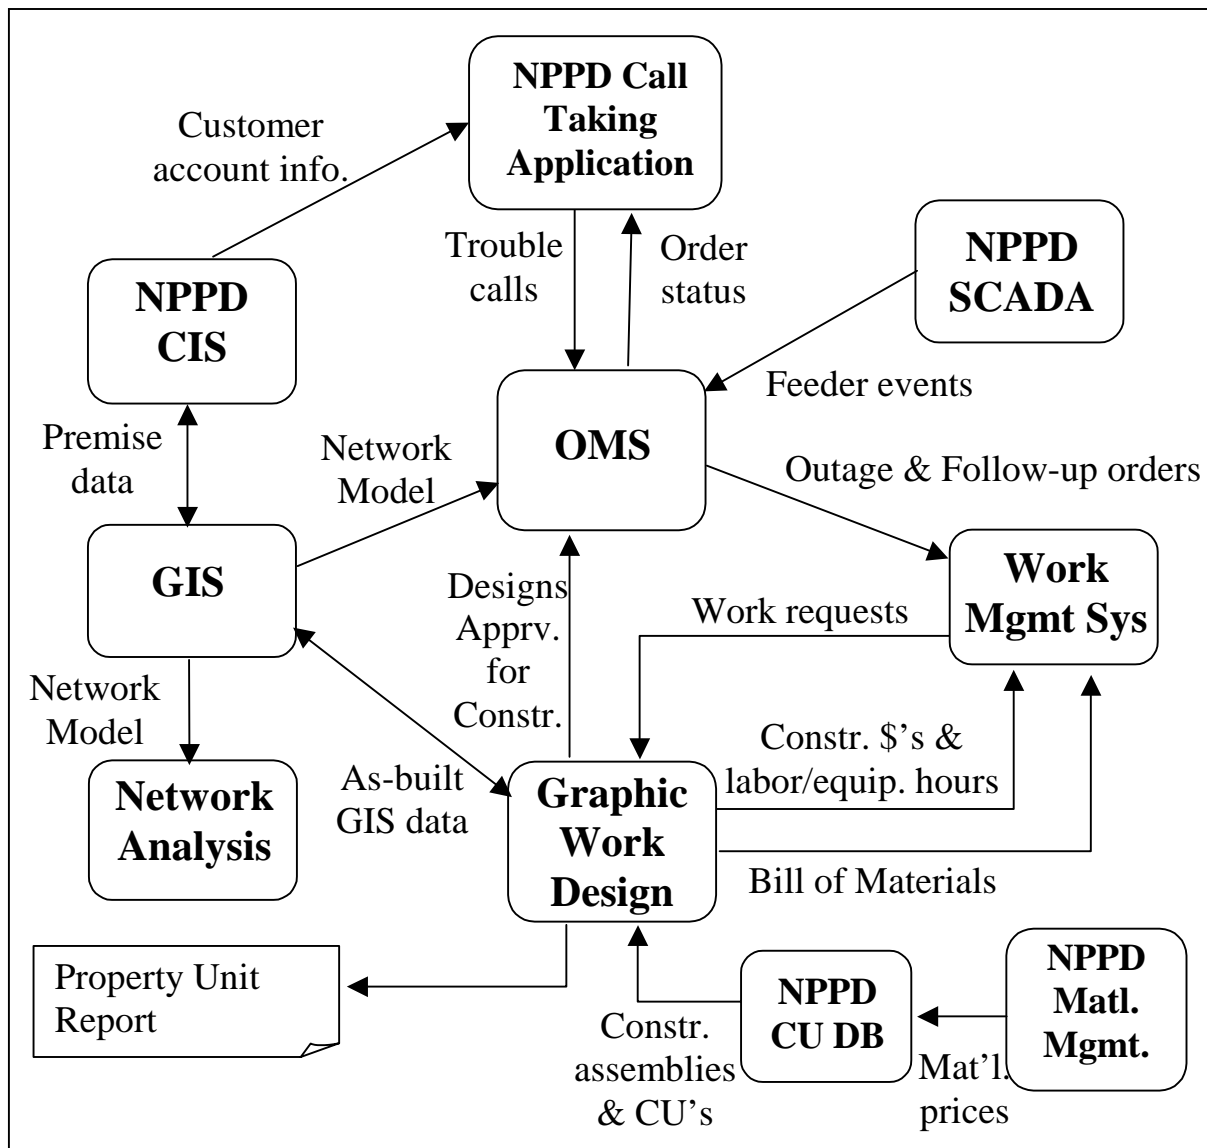 NPPD Call
Taking
Application
Customer
account info.
Trouble
calls
Order
status
NPPD
SCADA
NPPD
CIS
Feeder events
Premise
data
Network
Model
OMS
Outage & Follow-up orders
GIS
Designs
Apprv.
for
Constr.
Work requests
Work
Mgmt Sys
Network
Model
Constr. $’s &
labor/equip. hours
As-built
GIS data
Network
Analysis
Graphic
Work
Design
Bill of Materials
Property Unit
Report
NPPD
CU DB
NPPD
Matl.
Mgmt.
Constr.
assemblies
& CU’s
Mat’l.
prices